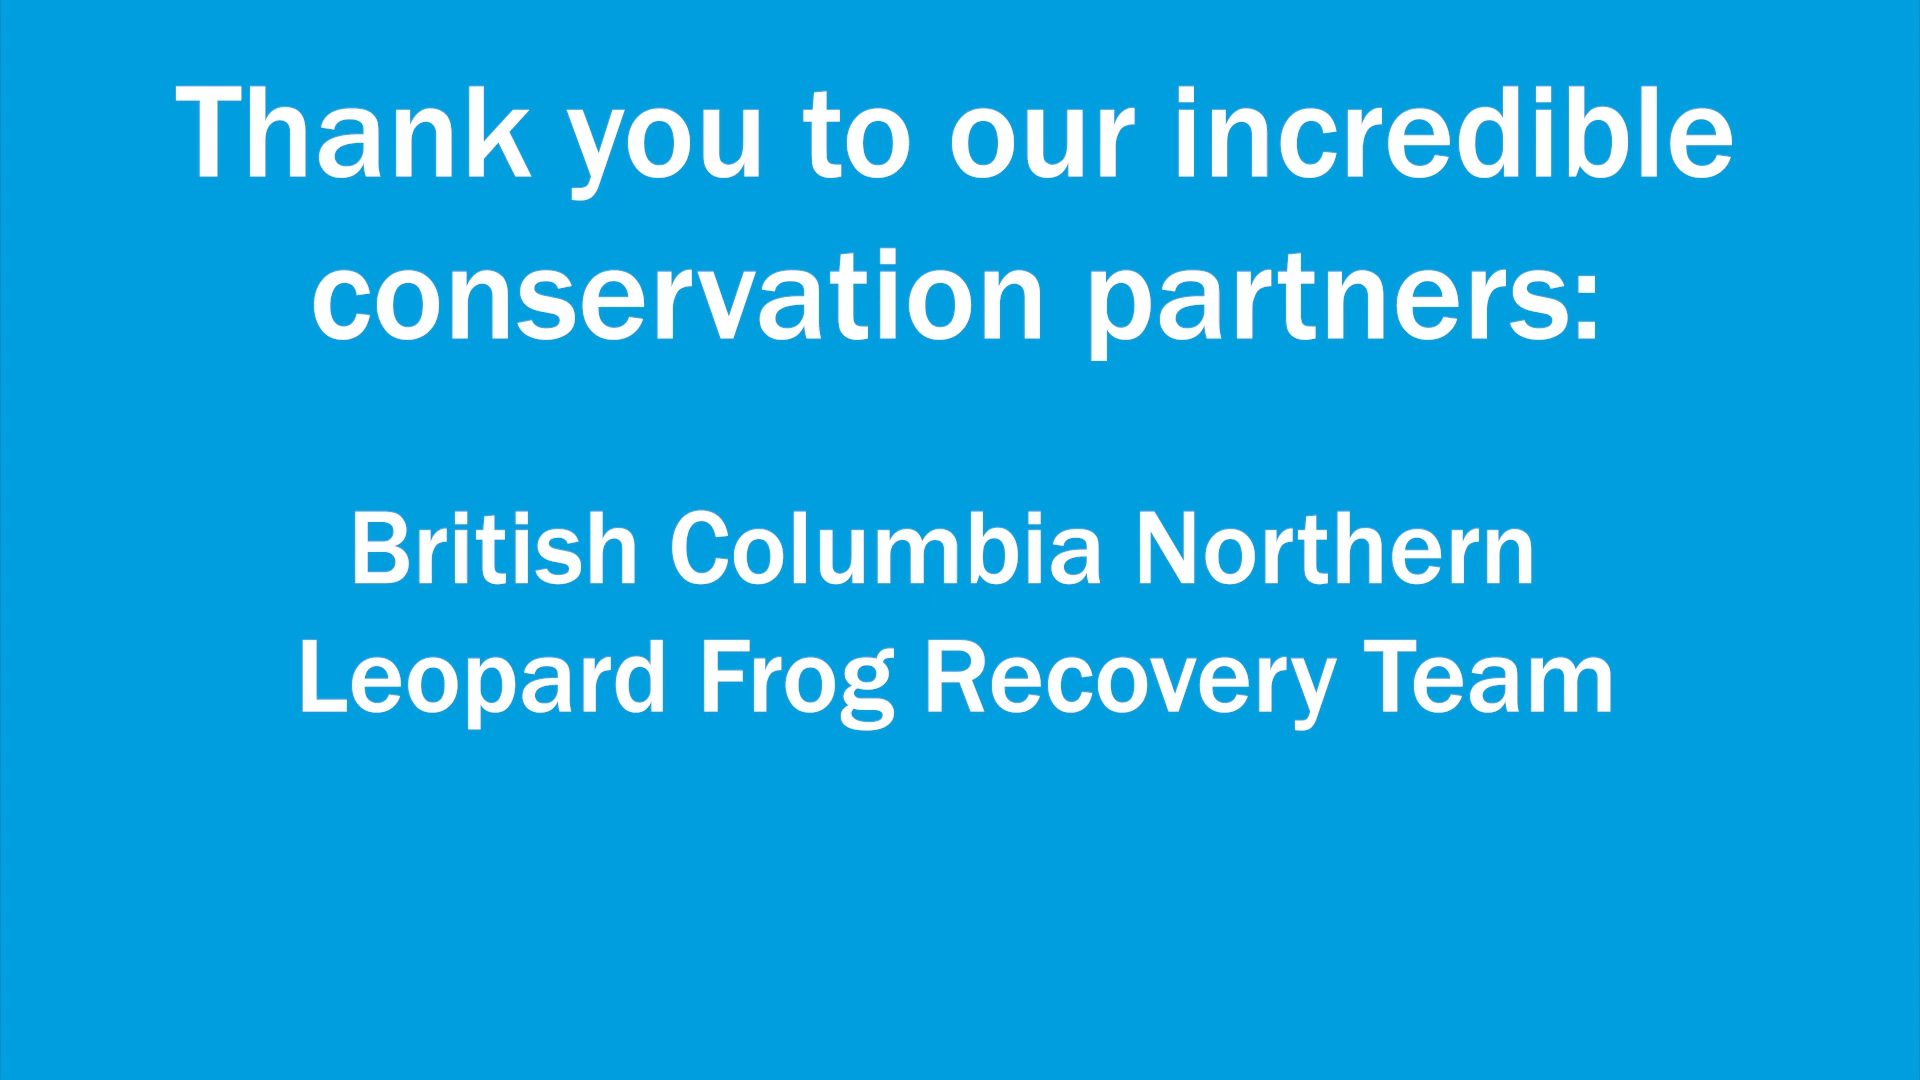 Thank you to our incredible
conservation partners:
British Columbia Northern
Leopard Frog Recovery Team